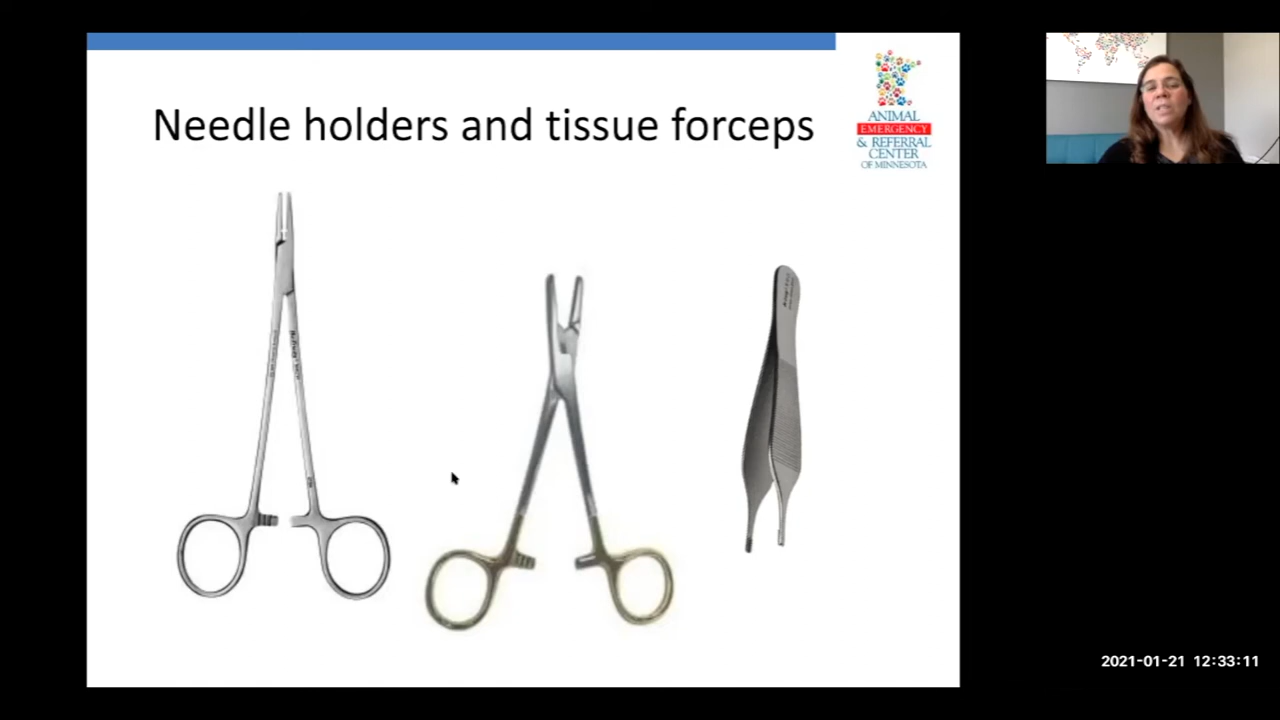 Needle holders and tissue forceps
ANIMAL
EMERGENCY
& REFERRAL
CENTER
OF MINNESOTA
2021-01-21 12:33:11